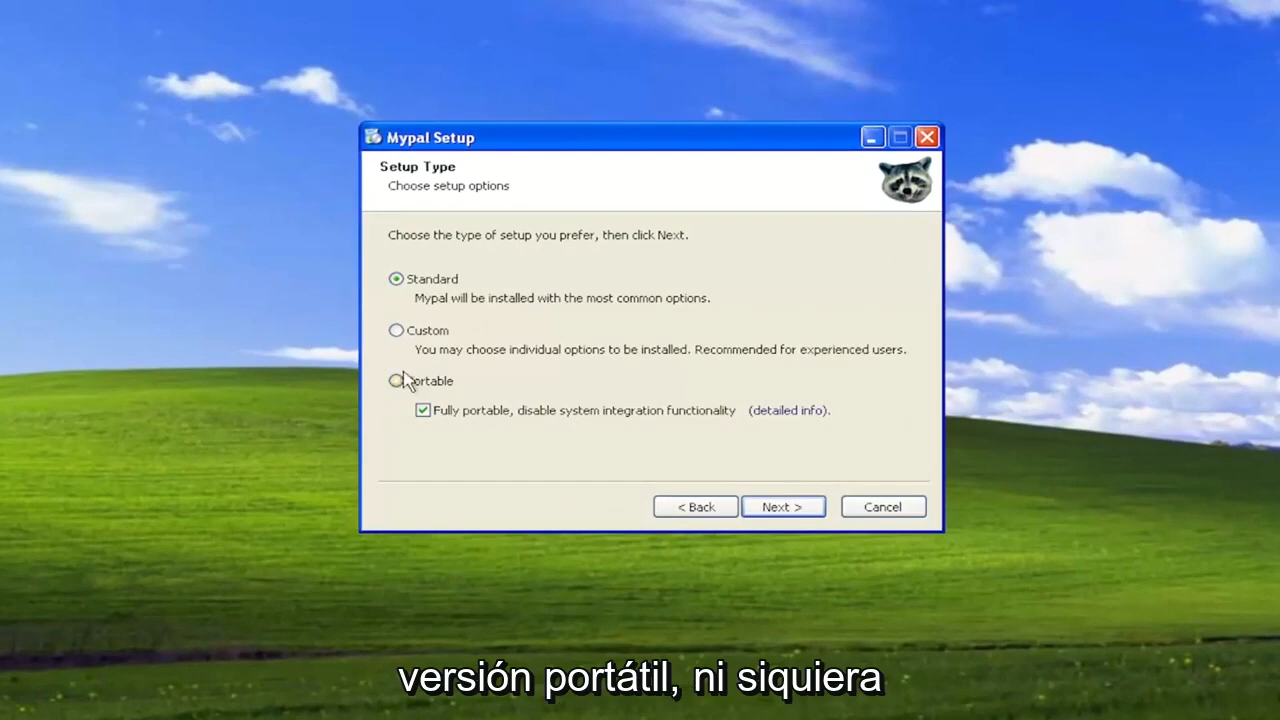 Mypal Setup
Setup Type
Choose setup options
Choose the type of setup you prefer, then click Next.
Standard
Mypal will be installed with the most common options.
Custom
You may choose individual options to be installed. Recommended for experienced users.
Portable
Fully portable, disable system integration functionality (detailed info).
< Back Next > Cancel
versión portátil, ni siquiera